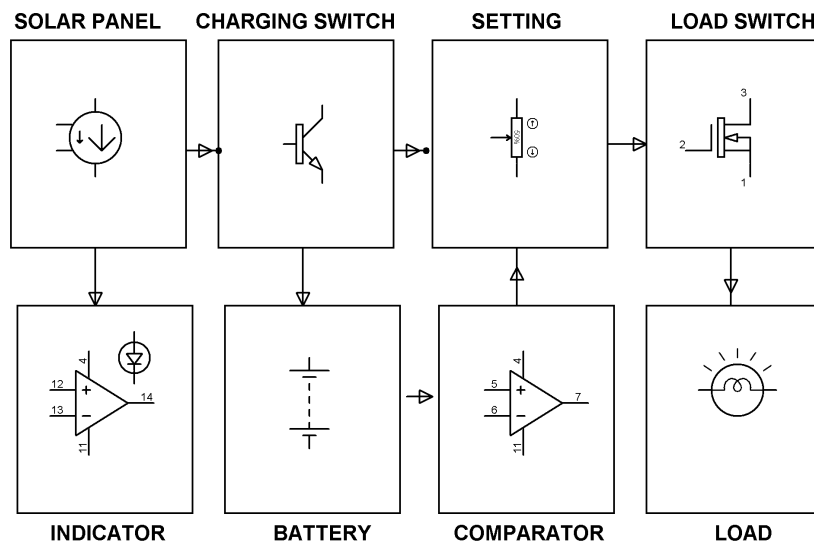 SOLAR PANEL
CHARGING SWITCH
SETTING
LOAD SWITCH
3
50%
2
1
4
12
+
14
13
−
11
4
5
+
7
6
−
11
INDICATOR
BATTERY
COMPARATOR
LOAD